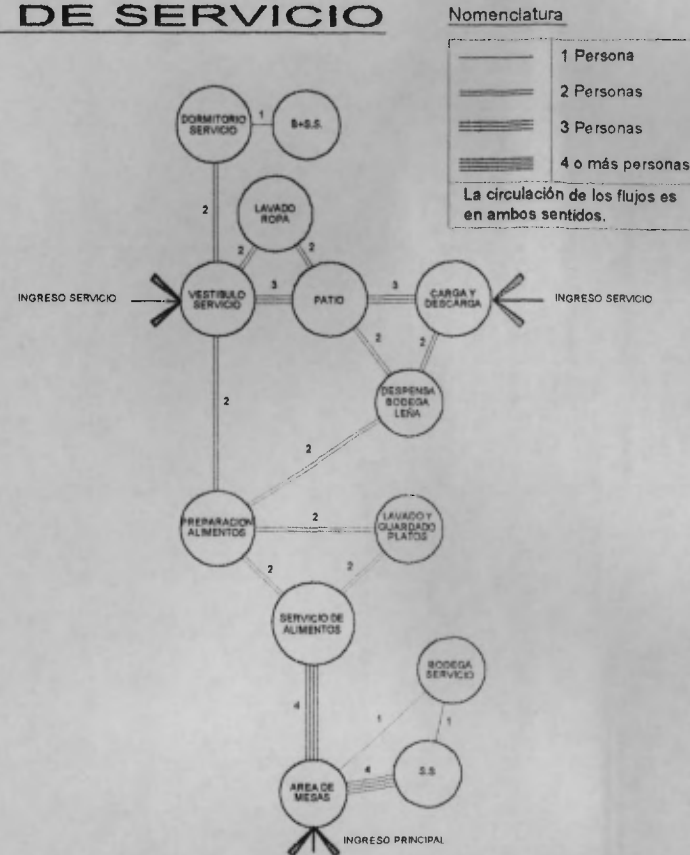 DE SERVICIO
Nomenclatura
1 Persona
2 Personas
3 Personas
4 o más personas
La circulación de los flujos es
en ambos sentidos.
DORMITORIO
SERVICIO
1
B+S.S.
2
LAVADO
ROPA
2
2
INGRESO SERVICIO
VESTIBULO
SERVICIO
3
PATIO
3
CARGA Y
DESCARGA
INGRESO SERVICIO
2
2
DESPENSA
BODEGA
LEÑA
2
2
PREPARACION
ALIMENTOS
2
LAVADO Y
GUARDADO
PLATOS
2
2
SERVICIO DE
ALIMENTOS
BODEGA
SERVICIO
4
1
1
AREA DE
MESAS
4
S.S
INGRESO PRINCIPAL